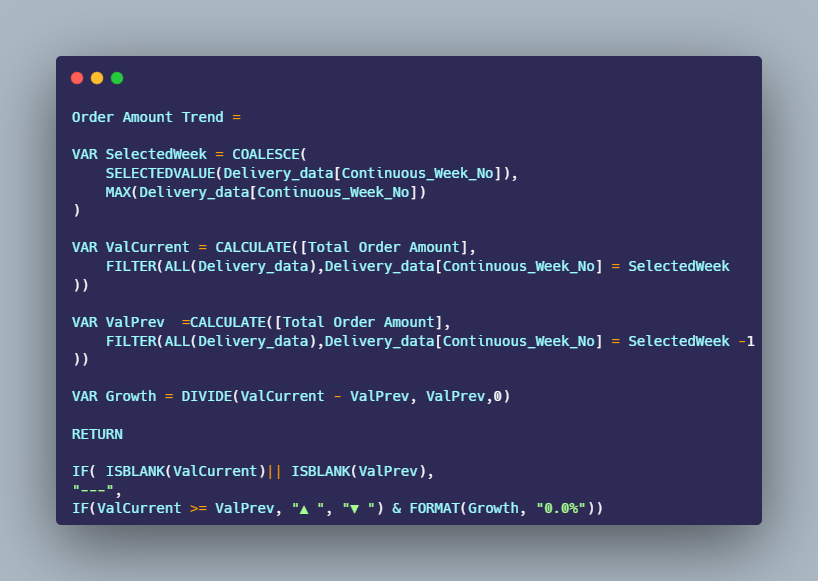 Order Amount Trend =
VAR SelectedWeek = COALESCE(
    SELECTEDVALUE(Delivery_data[Continuous_Week_No]),
    MAX(Delivery_data[Continuous_Week_No])
)
VAR ValCurrent = CALCULATE([Total Order Amount],
    FILTER(ALL(Delivery_data),Delivery_data[Continuous_Week_No] = SelectedWeek
))
VAR ValPrev  =CALCULATE([Total Order Amount],
    FILTER(ALL(Delivery_data),Delivery_data[Continuous_Week_No] = SelectedWeek -1
))
VAR Growth = DIVIDE(ValCurrent - ValPrev, ValPrev,0)
RETURN
IF( ISBLANK(ValCurrent)|| ISBLANK(ValPrev),
"---",
IF(ValCurrent >= ValPrev, "▲ ", "▼ ") & FORMAT(Growth, "0.0%"))